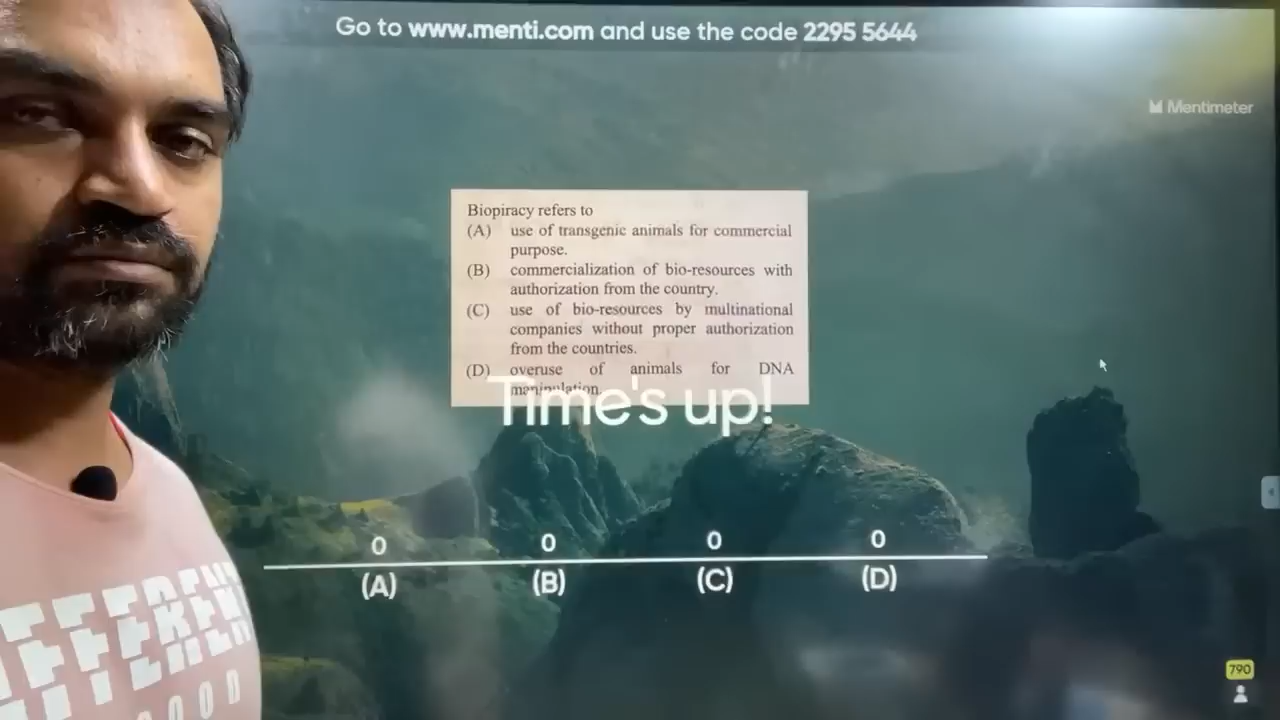 Go to www.menti.com and use the code 2295 5644
Mentimeter
Biopiracy refers to
(A) use of transgenic animals for commercial
purpose.
(B) commercialization of bio-resources with
authorization from the country.
(C) use of bio-resources by multinational
companies without proper authorization
from the countries.
(D) overuse of animals for DNA
manipulation.
Time's up!
0 0 0 0
(A) (B) (C) (D)
790